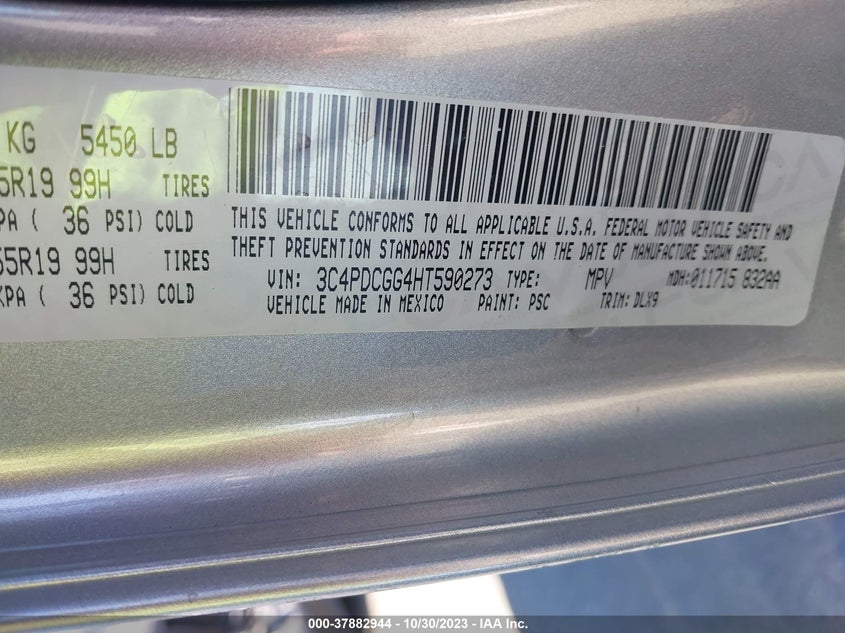 KG 5450 LB
5R19 99H TIRES
KPA ( 36 PSI) COLD
55R19 99H TIRES
KPA ( 36 PSI) COLD
THIS VEHICLE CONFORMS TO ALL APPLICABLE U.S.A. FEDERAL MOTOR VEHICLE SAFETY AND
THEFT PREVENTION STANDARDS IN EFFECT ON THE DATE OF MANUFACTURE SHOWN ABOVE.
VIN: 3C4PDCGG4HT590273 TYPE: MPV MDH:011715 832AA
VEHICLE MADE IN MEXICO PAINT: PSC TRIM: DLX9
000-37882944 - 10/30/2023 - IAA Inc.